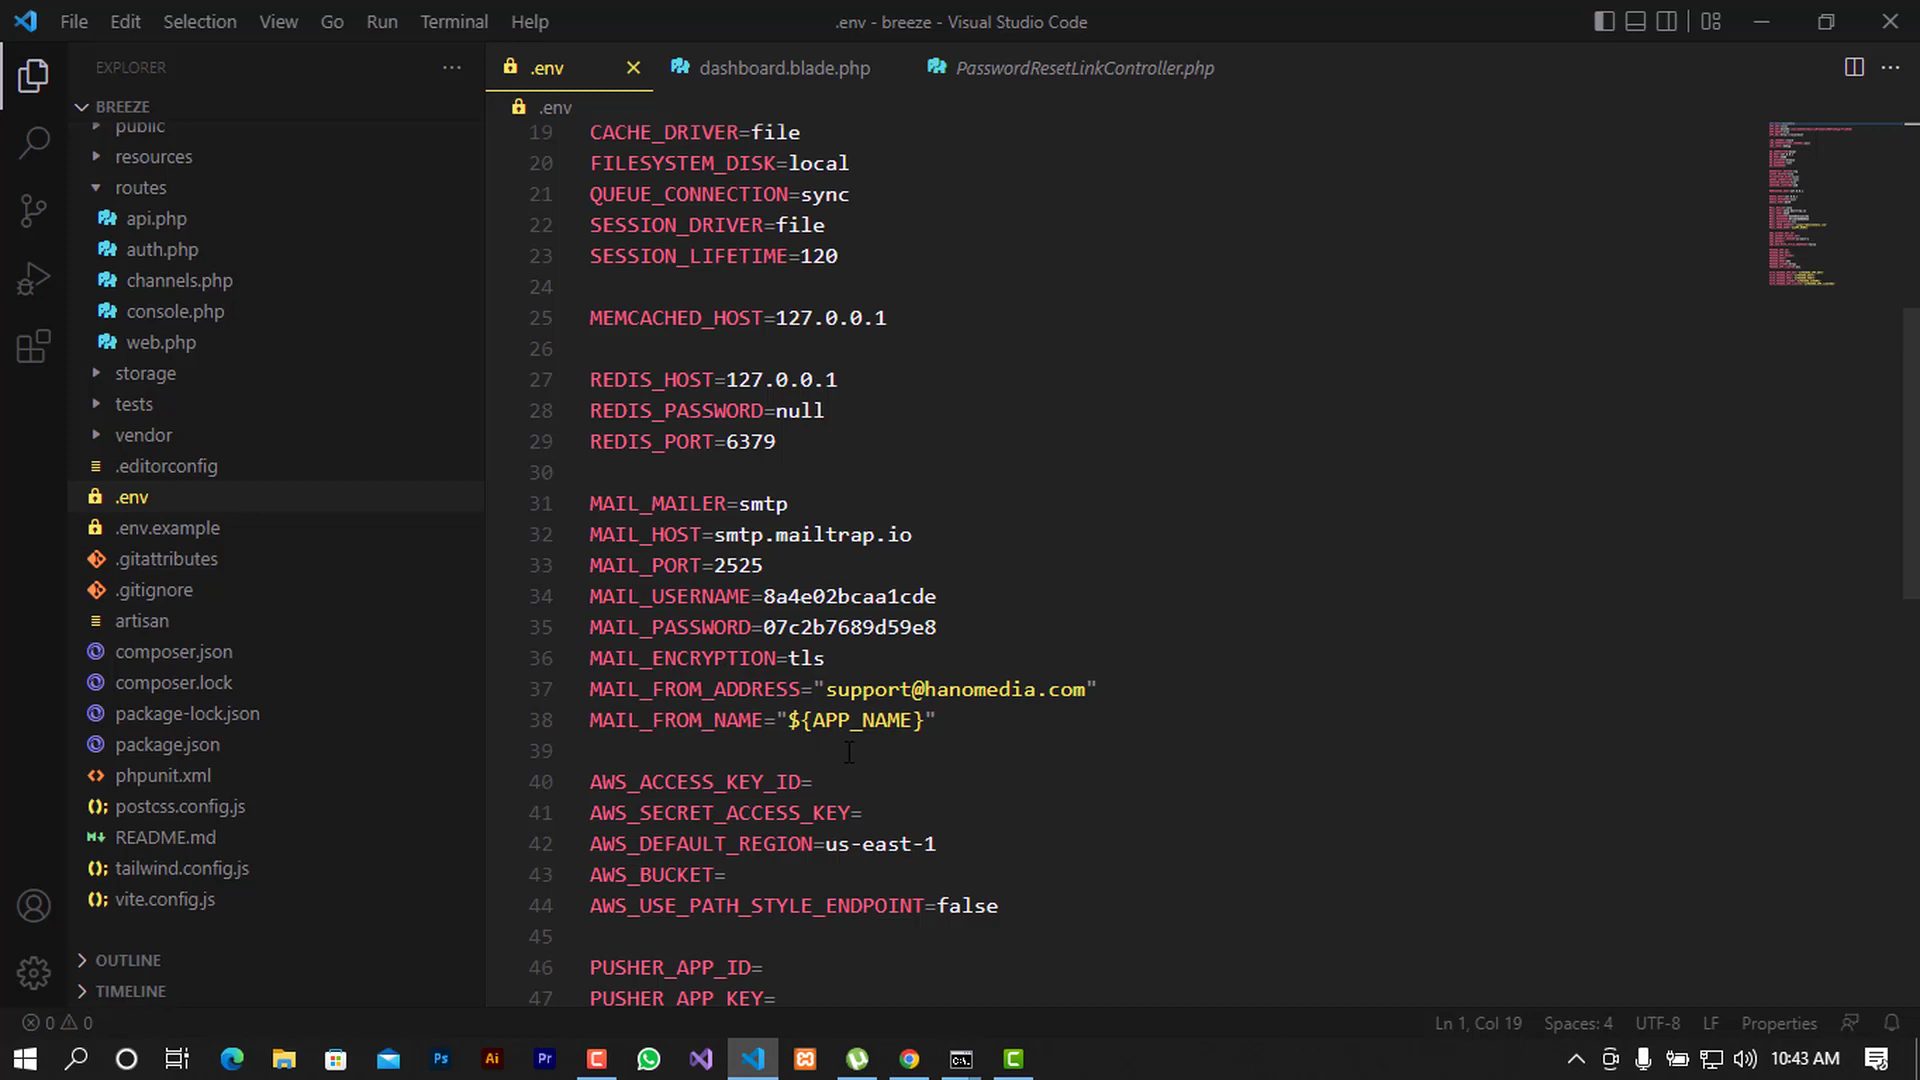 File Edit Selection View Go Run Terminal Help .env - breeze - Visual Studio Code
EXPLORER ···
.env dashboard.blade.php PasswordResetLinkController.php
BREEZE
public
resources
routes
api.php
auth.php
channels.php
console.php
web.php
storage
tests
vendor
.editorconfig
.env
.env.example
.gitattributes
.gitignore
artisan
composer.json
composer.lock
package-lock.json
package.json
phpunit.xml
postcss.config.js
README.md
tailwind.config.js
vite.config.js
OUTLINE
TIMELINE
.env
19 CACHE_DRIVER=file
20 FILESYSTEM_DISK=local
21 QUEUE_CONNECTION=sync
22 SESSION_DRIVER=file
23 SESSION_LIFETIME=120
24
25 MEMCACHED_HOST=127.0.0.1
26
27 REDIS_HOST=127.0.0.1
28 REDIS_PASSWORD=null
29 REDIS_PORT=6379
30
31 MAIL_MAILER=smtp
32 MAIL_HOST=smtp.mailtrap.io
33 MAIL_PORT=2525
34 MAIL_USERNAME=8a4e02bcaa1cde
35 MAIL_PASSWORD=07c2b7689d59e8
36 MAIL_ENCRYPTION=tls
37 MAIL_FROM_ADDRESS="support@hanomedia.com"
38 MAIL_FROM_NAME="${APP_NAME}"
39
40 AWS_ACCESS_KEY_ID=
41 AWS_SECRET_ACCESS_KEY=
42 AWS_DEFAULT_REGION=us-east-1
43 AWS_BUCKET=
44 AWS_USE_PATH_STYLE_ENDPOINT=false
45
46 PUSHER_APP_ID=
47 PUSHER_APP_KEY=
0 0 Ln 1, Col 19 Spaces: 4 UTF-8 LF Properties
Ps Ai Pr 10:43 AM